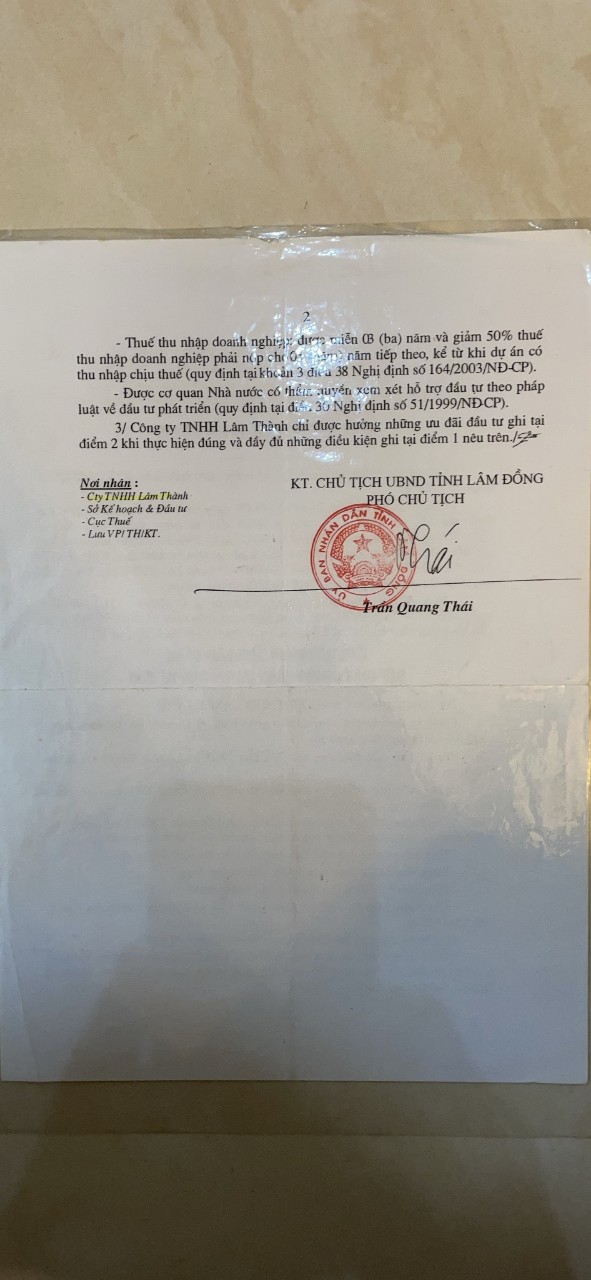 2
- Thuế thu nhập doanh nghiệp: được miễn 03 (ba) năm và giảm 50% thuế
thu nhập doanh nghiệp phải nộp cho năm tiếp theo, kể từ khi dự án có
thu nhập chịu thuế (quy định tại khoản 3 điều 38 Nghị định số 164/2003/NĐ-CP).
- Được cơ quan Nhà nước có thẩm quyền xem xét hỗ trợ đầu tư theo pháp
luật về đầu tư phát triển (quy định tại điều 30 Nghị định số 51/1999/NĐ-CP).
3/ Công ty TNHH Lâm Thành chỉ được hưởng những ưu đãi đầu tư ghi tại
điểm 2 khi thực hiện đúng và đầy đủ những điều kiện ghi tại điểm 1 nêu trên./
Nơi nhận :
- Cty TNHH Lâm Thành
- Sở Kế hoạch & Đầu tư
- Cục Thuế
- Lưu VP/ TH/KT.
KT. CHỦ TỊCH UBND TỈNH LÂM ĐỒNG
PHÓ CHỦ TỊCH
ỦY BAN NHÂN DÂN TỈNH ĐỒNG
Thái
Trần Quang Thái